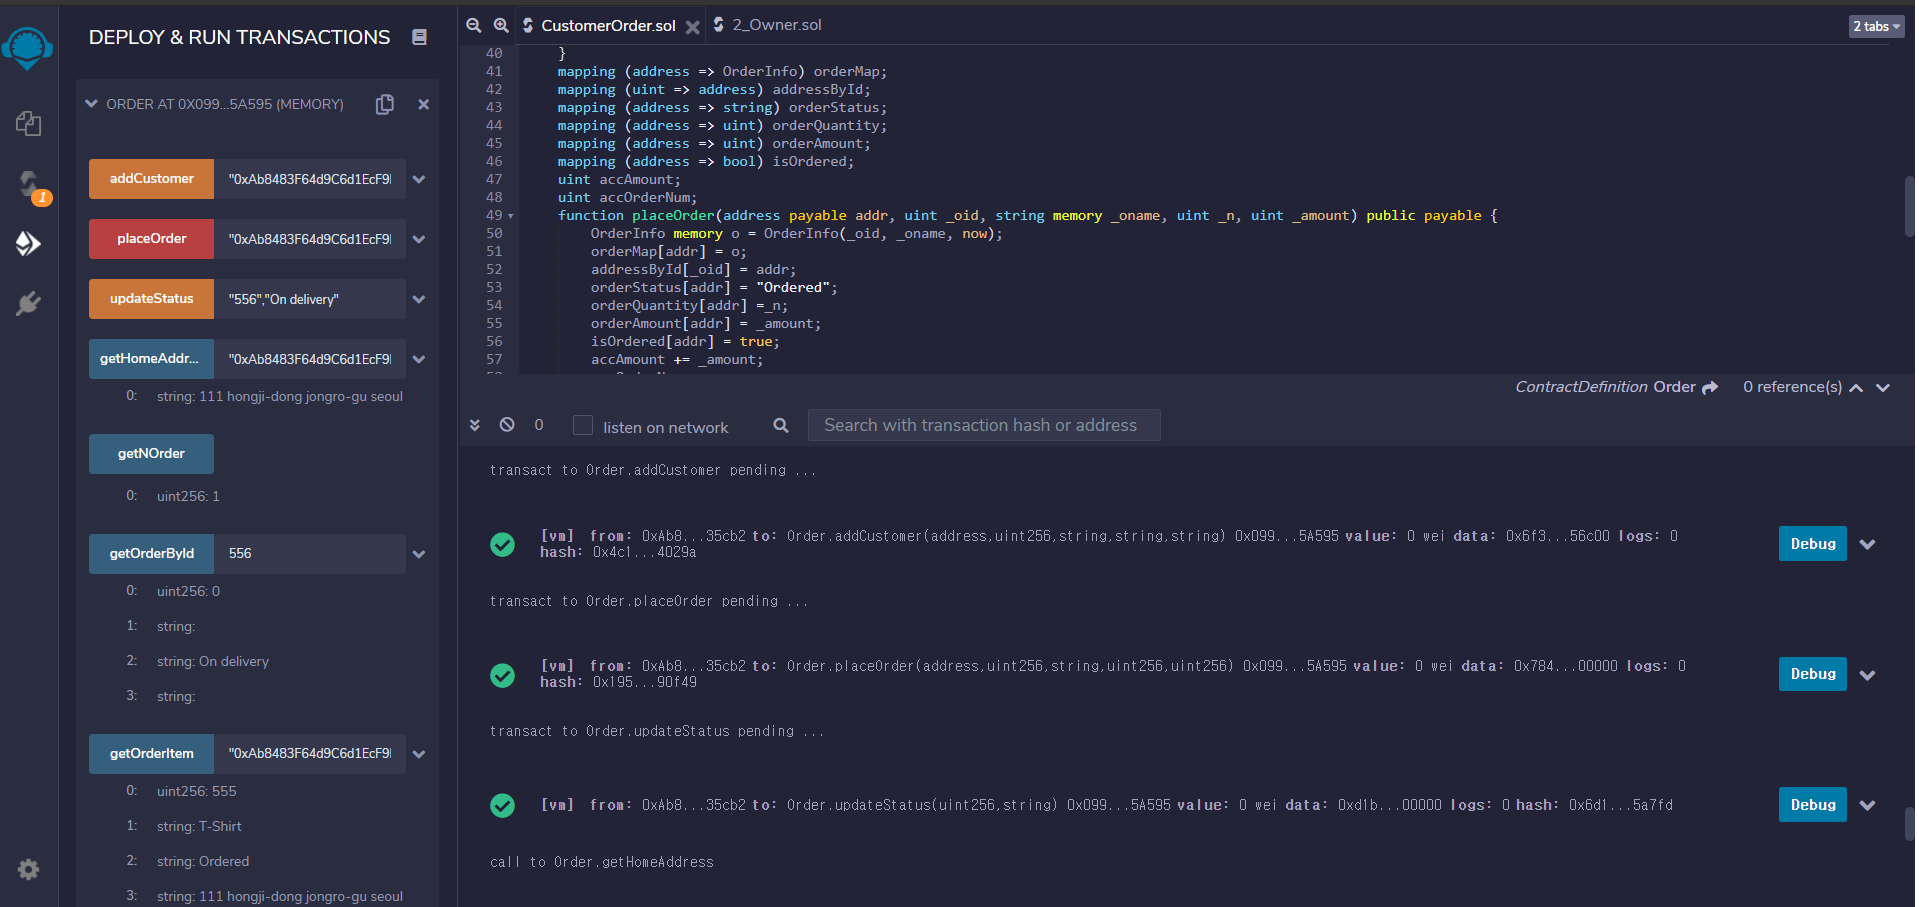 DEPLOY & RUN TRANSACTIONS
ORDER AT 0X099...5A595 (MEMORY)
addCustomer "0xAb8483F64d9C6d1EcF9
placeOrder "0xAb8483F64d9C6d1EcF9
updateStatus "556","On delivery"
getHomeAddr... "0xAb8483F64d9C6d1EcF9
0: string: 111 hongji-dong jongro-gu seoul
getNOrder
0: uint256: 1
getOrderById 556
0: uint256: 0
1: string:
2: string: On delivery
3: string:
getOrderItem "0xAb8483F64d9C6d1EcF9
0: uint256: 555
1: string: T-Shirt
2: string: Ordered
3: string: 111 hongji-dong jongro-gu seoul
1
CustomerOrder.sol 2_Owner.sol 2 tabs
40 }
41 mapping (address => OrderInfo) orderMap;
42 mapping (uint => address) addressById;
43 mapping (address => string) orderStatus;
44 mapping (address => uint) orderQuantity;
45 mapping (address => uint) orderAmount;
46 mapping (address => bool) isOrdered;
47 uint accAmount;
48 uint accOrderNum;
49 function placeOrder(address payable addr, uint _oid, string memory _oname, uint _n, uint _amount) public payable {
50 OrderInfo memory o = OrderInfo(_oid, _oname, now);
51 orderMap[addr] = o;
52 addressById[_oid] = addr;
53 orderStatus[addr] = "Ordered";
54 orderQuantity[addr] =_n;
55 orderAmount[addr] = _amount;
56 isOrdered[addr] = true;
57 accAmount += _amount;
ContractDefinition Order 0 reference(s)
0 listen on network Search with transaction hash or address
transact to Order.addCustomer pending ...
[vm] from: 0xAb8...35cb2 to: Order.addCustomer(address,uint256,string,string,string) 0x099...5A595 value: 0 wei data: 0x6f3...56c00 logs: 0
hash: 0x4c1...4029a
Debug
transact to Order.placeOrder pending ...
[vm] from: 0xAb8...35cb2 to: Order.placeOrder(address,uint256,string,uint256,uint256) 0x099...5A595 value: 0 wei data: 0x784...00000 logs: 0
hash: 0x195...90f49
Debug
transact to Order.updateStatus pending ...
[vm] from: 0xAb8...35cb2 to: Order.updateStatus(uint256,string) 0x099...5A595 value: 0 wei data: 0xd1b...00000 logs: 0 hash: 0x6d1...5a7fd
Debug
call to Order.getHomeAddress